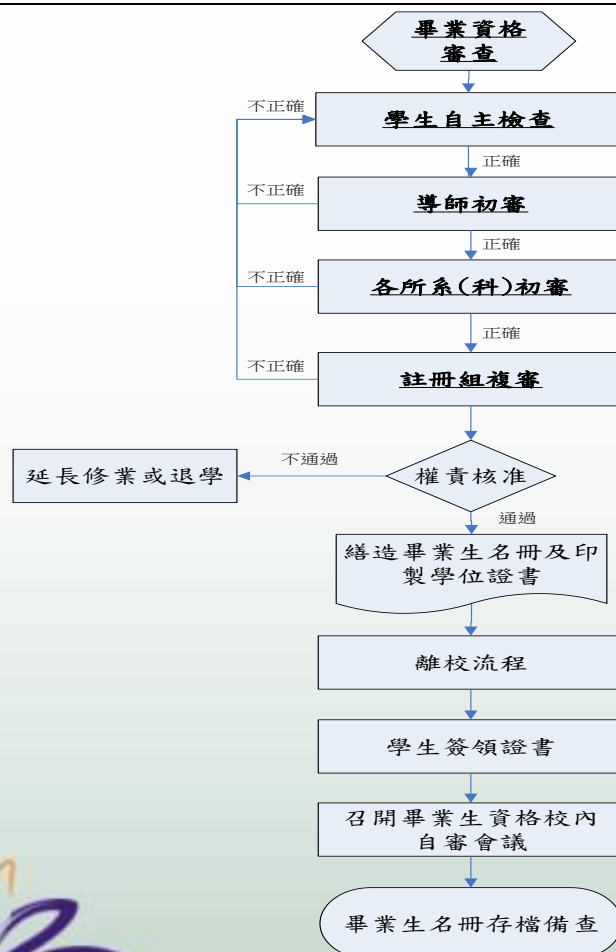 畢業資格
審查
不正確
學生自主檢查
正確
不正確
導師初審
正確
不正確
各所系(科)初審
正確
不正確
註冊組複審
延長修業或退學
不通過
權責核准
通過
繕造畢業生名冊及印
製學位證書
離校流程
學生簽領證書
召開畢業生資格校內
自審會議
畢業生名冊存檔備查